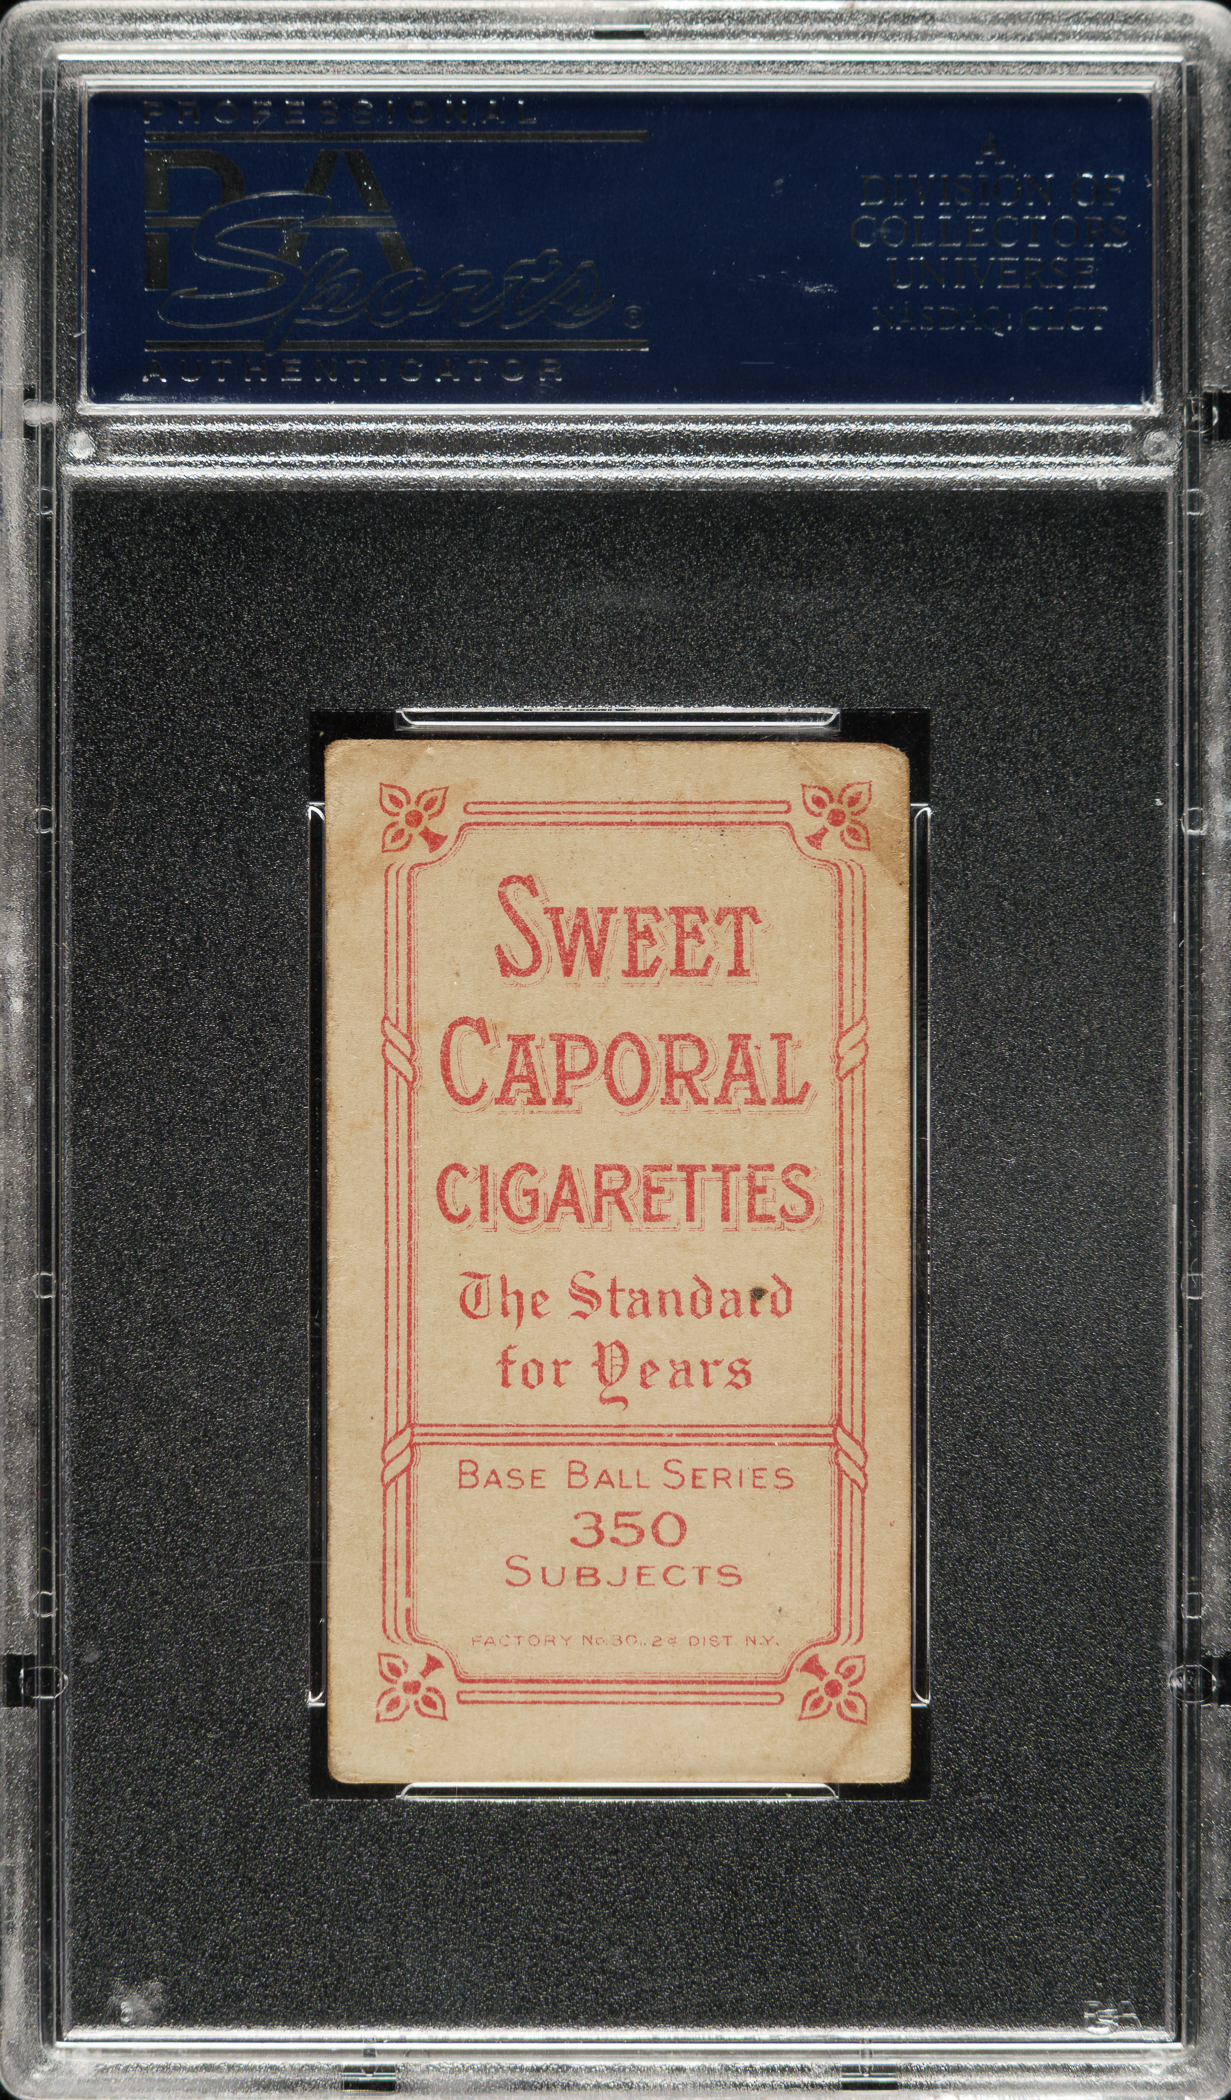 PROFESSIONAL
PSA
Sports®
AUTHENTICATOR
A
DIVISION OF
COLLECTORS
UNIVERSE
NASDAQ: CLCT
SWEET
CAPORAL
CIGARETTES
The Standard
for Years
BASE BALL SERIES
350
SUBJECTS
FACTORY No. 30, 2d DIST. N.Y.
PSA